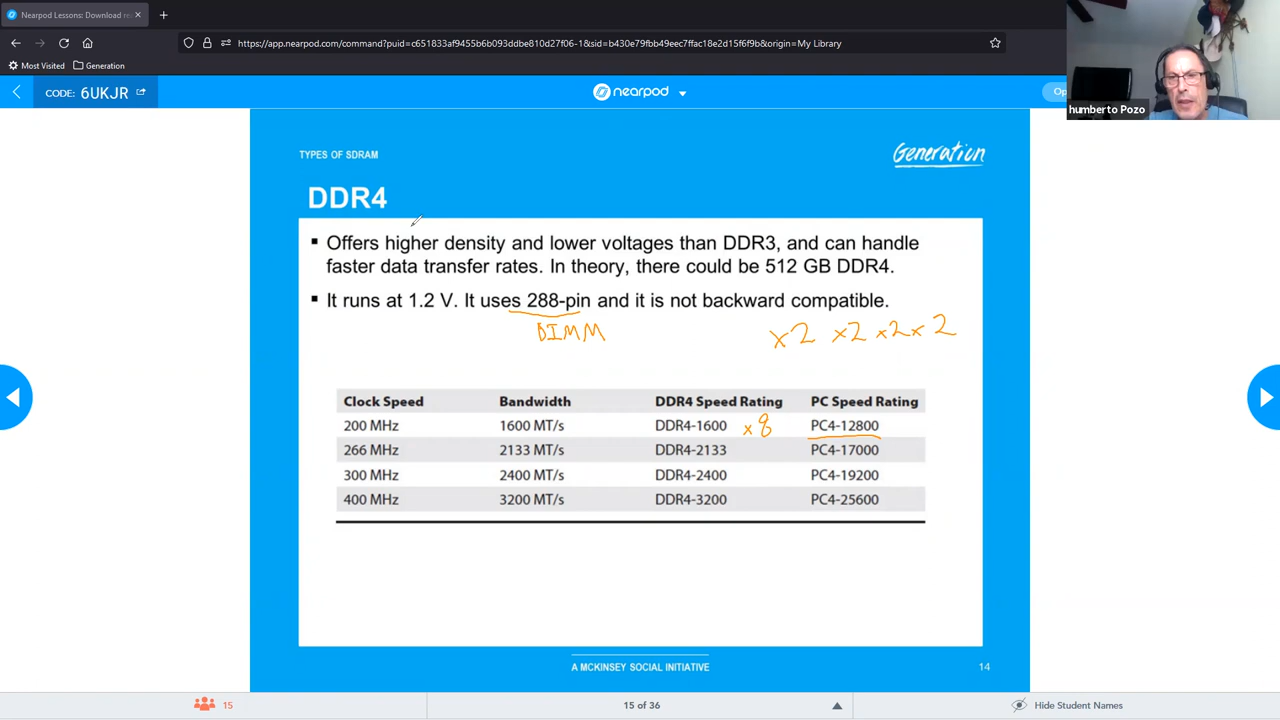 Nearpod Lessons: Download re
https://app.nearpod.com/command?puid=c651833af9455b6b093ddbe810d27f06-1&sid=b430e79fbb49eec7ffac18e2d15f6f9b&origin=My Library
Most Visited Generation
CODE: 6UKJR
nearpod
Op
humberto Pozo
TYPES OF SDRAM
Generation
DDR4
▪ Offers higher density and lower voltages than DDR3, and can handle
faster data transfer rates. In theory, there could be 512 GB DDR4.
▪ It runs at 1.2 V. It uses 288-pin and it is not backward compatible.
DIMM
x2 x2 x2 x2
Clock Speed Bandwidth DDR4 Speed Rating PC Speed Rating
200 MHz 1600 MT/s DDR4-1600 x8 PC4-12800
266 MHz 2133 MT/s DDR4-2133 PC4-17000
300 MHz 2400 MT/s DDR4-2400 PC4-19200
400 MHz 3200 MT/s DDR4-3200 PC4-25600
A MCKINSEY SOCIAL INITIATIVE
14
15
15 of 36
Hide Student Names